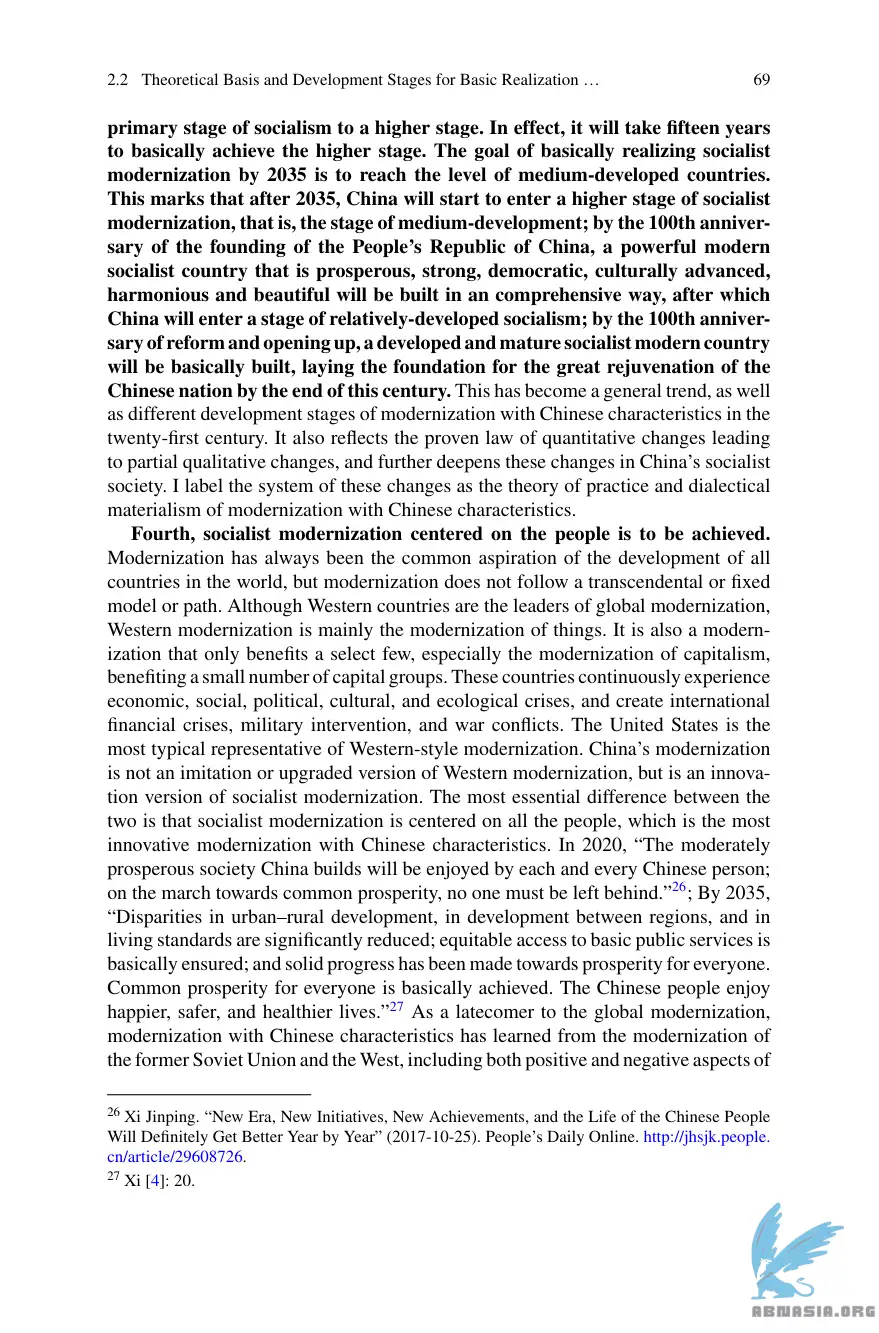 2.2 Theoretical Basis and Development Stages for Basic Realization … 69
primary stage of socialism to a higher stage. In effect, it will take fifteen years
to basically achieve the higher stage. The goal of basically realizing socialist
modernization by 2035 is to reach the level of medium-developed countries.
This marks that after 2035, China will start to enter a higher stage of socialist
modernization, that is, the stage of medium-development; by the 100th anniver-
sary of the founding of the People’s Republic of China, a powerful modern
socialist country that is prosperous, strong, democratic, culturally advanced,
harmonious and beautiful will be built in an comprehensive way, after which
China will enter a stage of relatively-developed socialism; by the 100th anniver-
sary of reform and opening up, a developed and mature socialist modern country
will be basically built, laying the foundation for the great rejuvenation of the
Chinese nation by the end of this century. This has become a general trend, as well
as different development stages of modernization with Chinese characteristics in the
twenty-first century. It also reflects the proven law of quantitative changes leading
to partial qualitative changes, and further deepens these changes in China’s socialist
society. I label the system of these changes as the theory of practice and dialectical
materialism of modernization with Chinese characteristics.
Fourth, socialist modernization centered on the people is to be achieved.
Modernization has always been the common aspiration of the development of all
countries in the world, but modernization does not follow a transcendental or fixed
model or path. Although Western countries are the leaders of global modernization,
Western modernization is mainly the modernization of things. It is also a modern-
ization that only benefits a select few, especially the modernization of capitalism,
benefiting a small number of capital groups. These countries continuously experience
economic, social, political, cultural, and ecological crises, and create international
financial crises, military intervention, and war conflicts. The United States is the
most typical representative of Western-style modernization. China’s modernization
is not an imitation or upgraded version of Western modernization, but is an innova-
tion version of socialist modernization. The most essential difference between the
two is that socialist modernization is centered on all the people, which is the most
innovative modernization with Chinese characteristics. In 2020, “The moderately
prosperous society China builds will be enjoyed by each and every Chinese person;
on the march towards common prosperity, no one must be left behind.”26; By 2035,
“Disparities in urban–rural development, in development between regions, and in
living standards are significantly reduced; equitable access to basic public services is
basically ensured; and solid progress has been made towards prosperity for everyone.
Common prosperity for everyone is basically achieved. The Chinese people enjoy
happier, safer, and healthier lives.”27 As a latecomer to the global modernization,
modernization with Chinese characteristics has learned from the modernization of
the former Soviet Union and the West, including both positive and negative aspects of
26 Xi Jinping. “New Era, New Initiatives, New Achievements, and the Life of the Chinese People
Will Definitely Get Better Year by Year” (2017-10-25). People’s Daily Online. http://jhsjk.people.
cn/article/29608726.
27 Xi [4]: 20.
ABNASIA.ORG